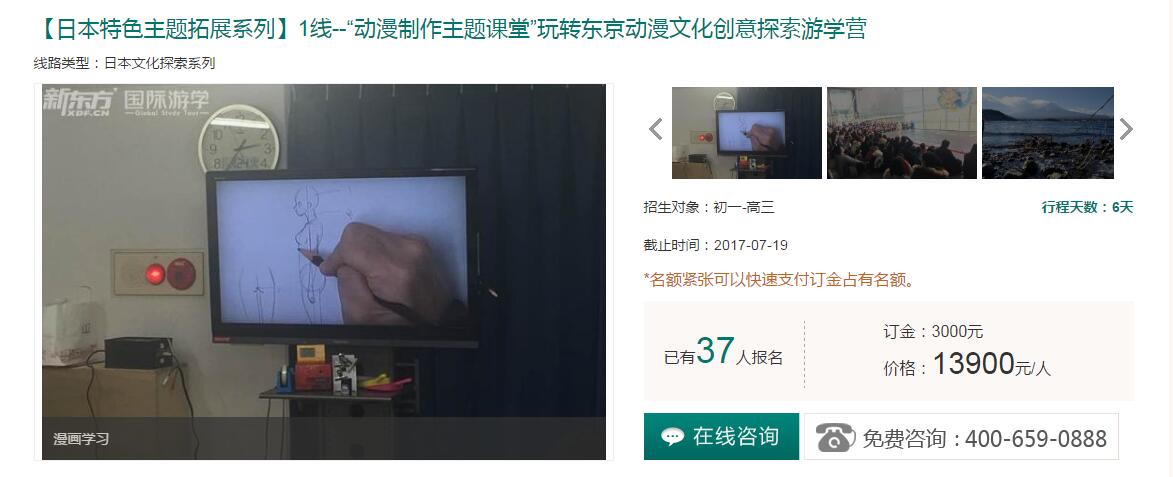 【日本特色主题拓展系列】1线--“动漫制作主题课堂”玩转东京动漫文化创意探索游学营
线路类型：日本文化探索系列
新东方 国际游学
XDF.CN —Global Study Tour—
漫画学习
招生对象：初一-高三 行程天数：6天
截止时间：2017-07-19
*名额紧张可以快速支付订金占有名额。
已有37人报名
订金：3000元
价格：13900元/人
在线咨询
免费咨询：400-659-0888